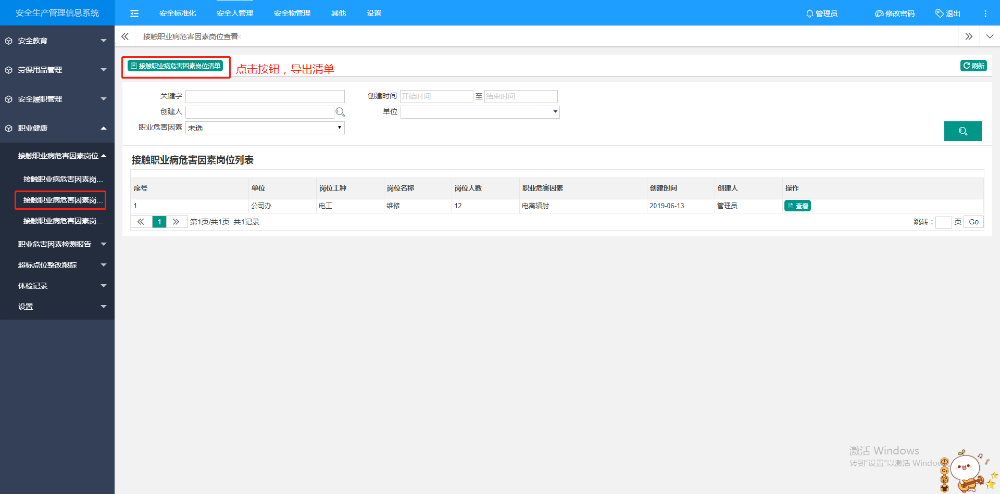 安全生产管理信息系统
安全标准化 安全人管理 安全物管理 其他 设置
管理员 修改密码 退出
安全教育
劳保用品管理
安全履职管理
职业健康
接触职业病危害因素岗位...
接触职业病危害因素岗...
接触职业病危害因素岗...
接触职业病危害因素岗...
职业危害因素检测报告
超标点位整改跟踪
体检记录
设置
接触职业病危害因素岗位查看
接触职业病危害因素岗位清单
点击按钮，导出清单
刷新
关键字
创建时间 开始时间 至 结束时间
创建人
单位
职业危害因素 未选
接触职业病危害因素岗位列表
序号 单位 岗位工种 岗位名称 岗位人数 职业危害因素 创建时间 创建人 操作
1 公司办 电工 维修 12 电离辐射 2019-06-13 管理员 查看
1 第1页/共1页 共1记录
跳转： 页 Go
激活 Windows
转到"设置"以激活 Windows
中
简